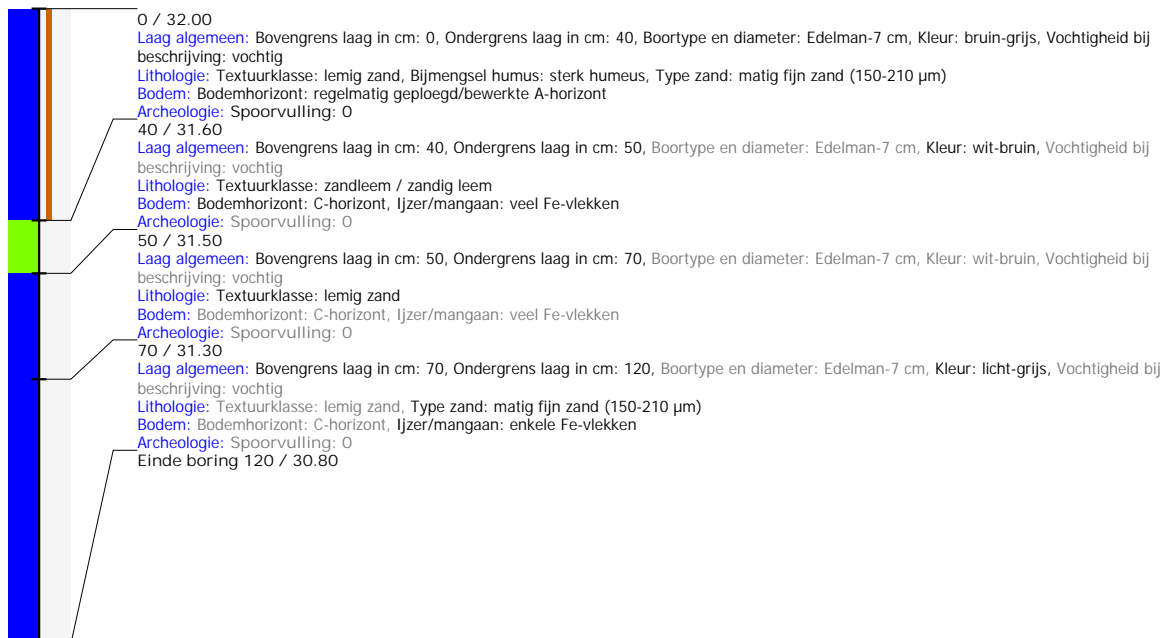 0 / 32.00
Laag algemeen: Bovengrens laag in cm: 0, Ondergrens laag in cm: 40, Boortype en diameter: Edelman-7 cm, Kleur: bruin-grijs, Vochtigheid bij
beschrijving: vochtig
Lithologie: Textuurklasse: lemig zand, Bijmengsel humus: sterk humeus, Type zand: matig fijn zand (150-210 µm)
Bodem: Bodemhorizont: regelmatig geploegd/bewerkte A-horizont
Archeologie: Spoorvulling: 0
40 / 31.60
Laag algemeen: Bovengrens laag in cm: 40, Ondergrens laag in cm: 50, Boortype en diameter: Edelman-7 cm, Kleur: wit-bruin, Vochtigheid bij
beschrijving: vochtig
Lithologie: Textuurklasse: zandleem / zandig leem
Bodem: Bodemhorizont: C-horizont, Ijzer/mangaan: veel Fe-vlekken
Archeologie: Spoorvulling: 0
50 / 31.50
Laag algemeen: Bovengrens laag in cm: 50, Ondergrens laag in cm: 70, Boortype en diameter: Edelman-7 cm, Kleur: wit-bruin, Vochtigheid bij
beschrijving: vochtig
Lithologie: Textuurklasse: lemig zand
Bodem: Bodemhorizont: C-horizont, Ijzer/mangaan: veel Fe-vlekken
Archeologie: Spoorvulling: 0
70 / 31.30
Laag algemeen: Bovengrens laag in cm: 70, Ondergrens laag in cm: 120, Boortype en diameter: Edelman-7 cm, Kleur: licht-grijs, Vochtigheid bij
beschrijving: vochtig
Lithologie: Textuurklasse: lemig zand, Type zand: matig fijn zand (150-210 µm)
Bodem: Bodemhorizont: C-horizont, Ijzer/mangaan: enkele Fe-vlekken
Archeologie: Spoorvulling: 0
Einde boring 120 / 30.80